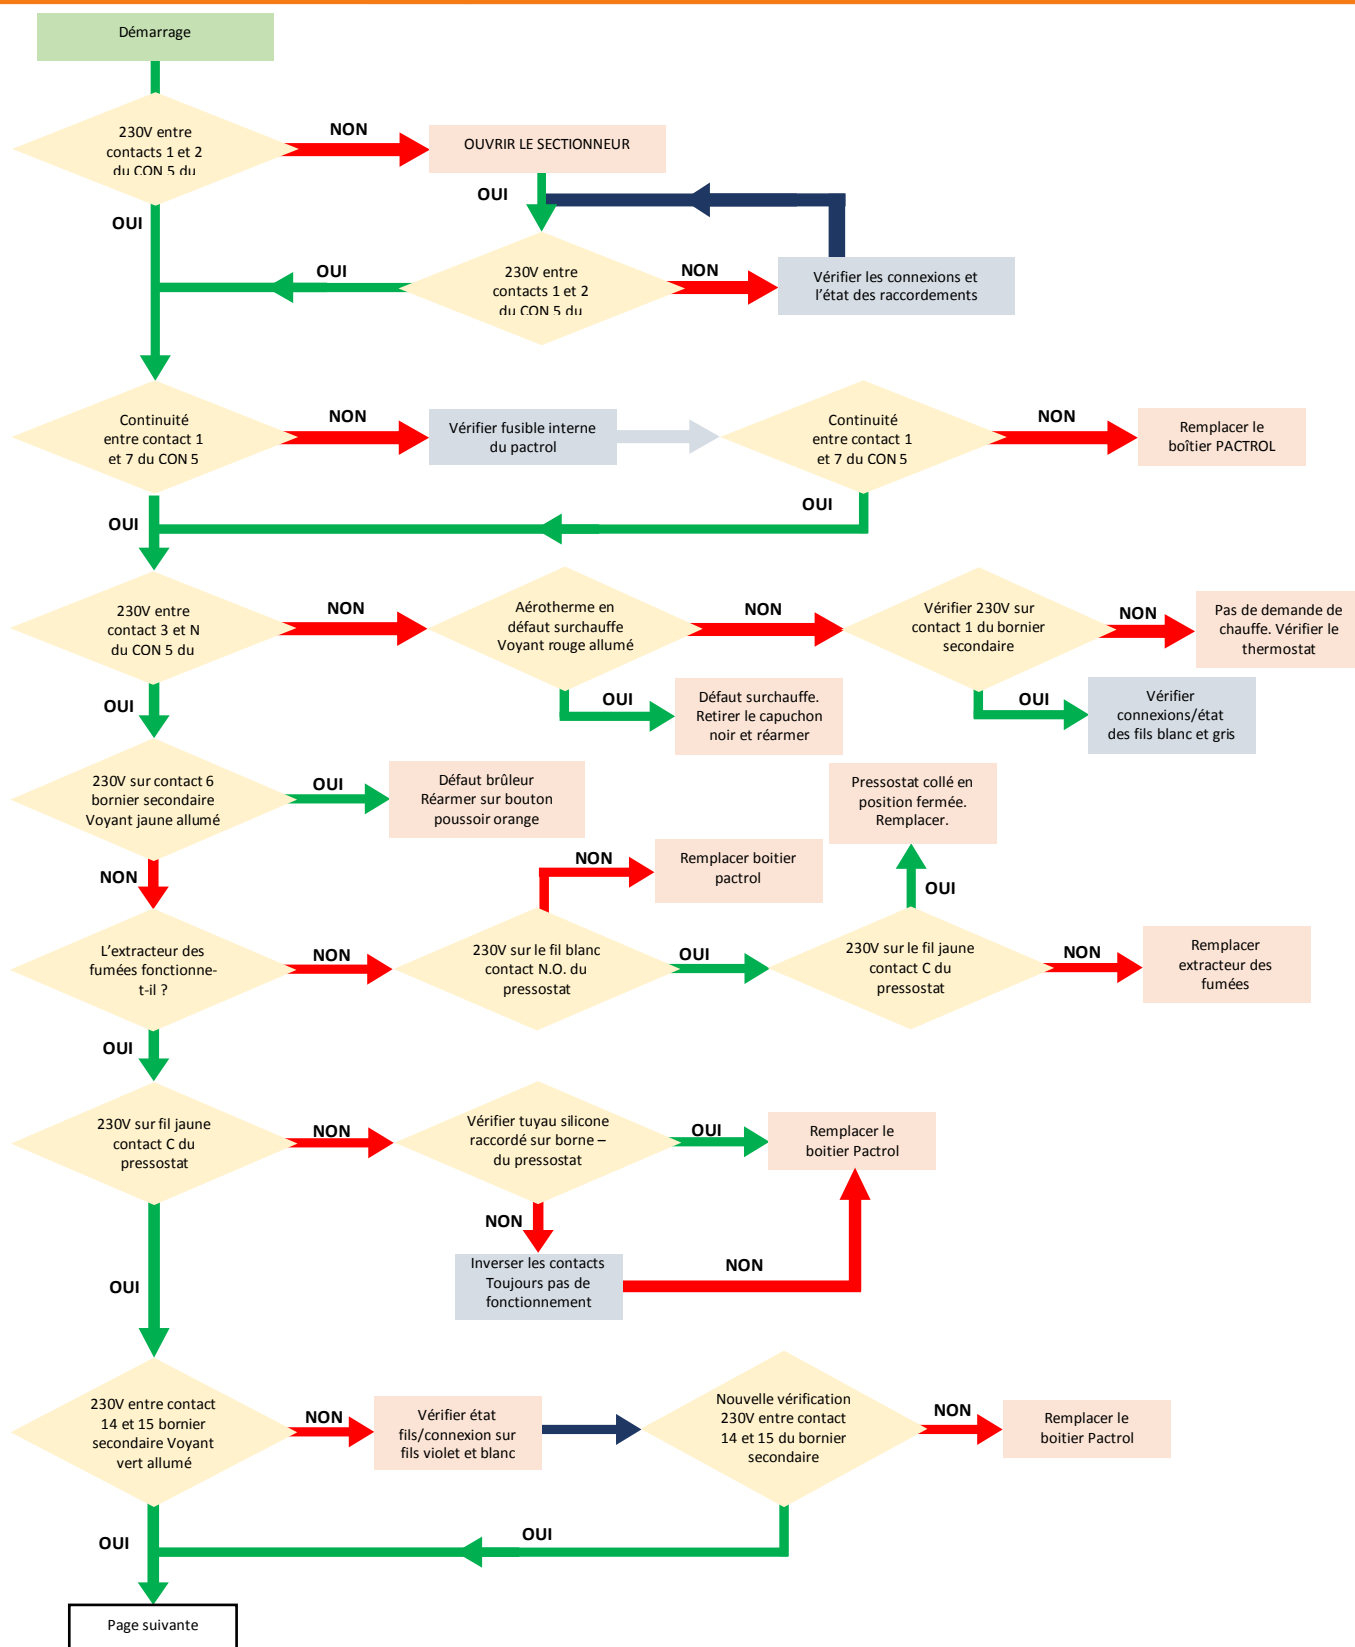 Démarrage
230V entre
contacts 1 et 2
du CON 5 du
NON
OUVRIR LE SECTIONNEUR
OUI
OUI
230V entre
contacts 1 et 2
du CON 5 du
OUI
NON
Vérifier les connexions et
l'état des raccordements
Continuité
entre contact 1
et 7 du CON 5
NON
Vérifier fusible interne
du pactrol
Continuité
entre contact 1
et 7 du CON 5
NON
Remplacer le
boîtier PACTROL
OUI
OUI
230V entre
contact 3 et N
du CON 5 du
NON
Aérotherme en
défaut surchauffe
Voyant rouge allumé
NON
Vérifier 230V sur
contact 1 du bornier
secondaire
NON
Pas de demande de
chauffe. Vérifier le
thermostat
OUI
OUI
Défaut surchauffe.
Retirer le capuchon
noir et réarmer
OUI
Vérifier
connexions/état
des fils blanc et gris
230V sur contact 6
bornier secondaire
Voyant jaune allumé
OUI
Défaut brûleur
Réarmer sur bouton
poussoir orange
Pressostat collé en
position fermée.
Remplacer.
NON
NON
Remplacer boitier
pactrol
OUI
L'extracteur des
fumées fonctionne-
t-il ?
NON
230V sur le fil blanc
contact N.O. du
pressostat
OUI
230V sur le fil jaune
contact C du
pressostat
NON
Remplacer
extracteur des
fumées
OUI
230V sur fil jaune
contact C du
pressostat
NON
Vérifier tuyau silicone
raccordé sur borne –
du pressostat
OUI
Remplacer le
boitier Pactrol
NON
Inverser les contacts
Toujours pas de
fonctionnement
NON
OUI
230V entre contact
14 et 15 bornier
secondaire Voyant
vert allumé
NON
Vérifier état
fils/connexion sur
fils violet et blanc
Nouvelle vérification
230V entre contact
14 et 15 du bornier
secondaire
NON
Remplacer le
boitier Pactrol
OUI
OUI
Page suivante